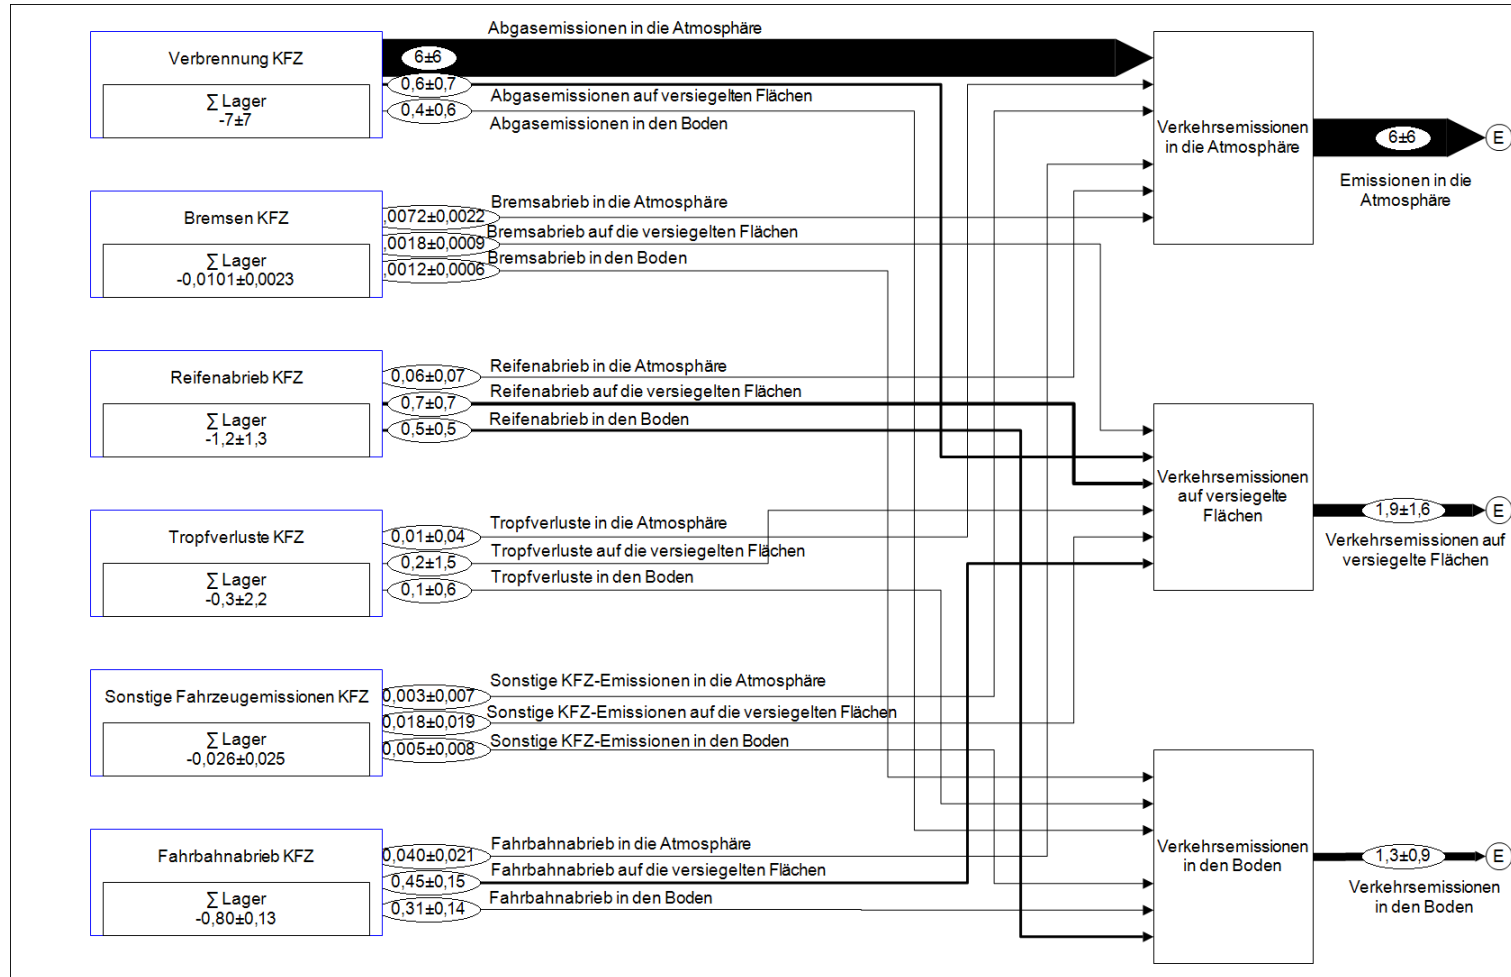 Verbrennung KFZ
∑ Lager
-7±7
6±6
0,6±0,7
0,4±0,6
Abgasemissionen in die Atmosphäre
Abgasemissionen auf versiegelten Flächen
Abgasemissionen in den Boden
Bremsen KFZ
∑ Lager
-0,0101±0,0023
,0072±0,0022
,0018±0,0009
,0012±0,0006
Bremsabrieb in die Atmosphäre
Bremsabrieb auf die versiegelten Flächen
Bremsabrieb in den Boden
Reifenabrieb KFZ
∑ Lager
-1,2±1,3
0,06±0,07
0,7±0,7
0,5±0,5
Reifenabrieb in die Atmosphäre
Reifenabrieb auf die versiegelten Flächen
Reifenabrieb in den Boden
Tropfverluste KFZ
∑ Lager
-0,3±2,2
0,01±0,04
0,2±1,5
0,1±0,6
Tropfverluste in die Atmosphäre
Tropfverluste auf die versiegelten Flächen
Tropfverluste in den Boden
Sonstige Fahrzeugemissionen KFZ
∑ Lager
-0,026±0,025
0,003±0,007
0,018±0,019
0,005±0,008
Sonstige KFZ-Emissionen in die Atmosphäre
Sonstige KFZ-Emissionen auf die versiegelten Flächen
Sonstige KFZ-Emissionen in den Boden
Fahrbahnabrieb KFZ
∑ Lager
-0,80±0,13
0,040±0,021
0,45±0,15
0,31±0,14
Fahrbahnabrieb in die Atmosphäre
Fahrbahnabrieb auf die versiegelten Flächen
Fahrbahnabrieb in den Boden
Verkehrsemissionen
in die Atmosphäre
6±6
E
Emissionen in die
Atmosphäre
Verkehrsemissionen
auf versiegelte
Flächen
1,9±1,6
E
Verkehrsemissionen auf
versiegelte Flächen
Verkehrsemissionen
in den Boden
1,3±0,9
E
Verkehrsemissionen
in den Boden